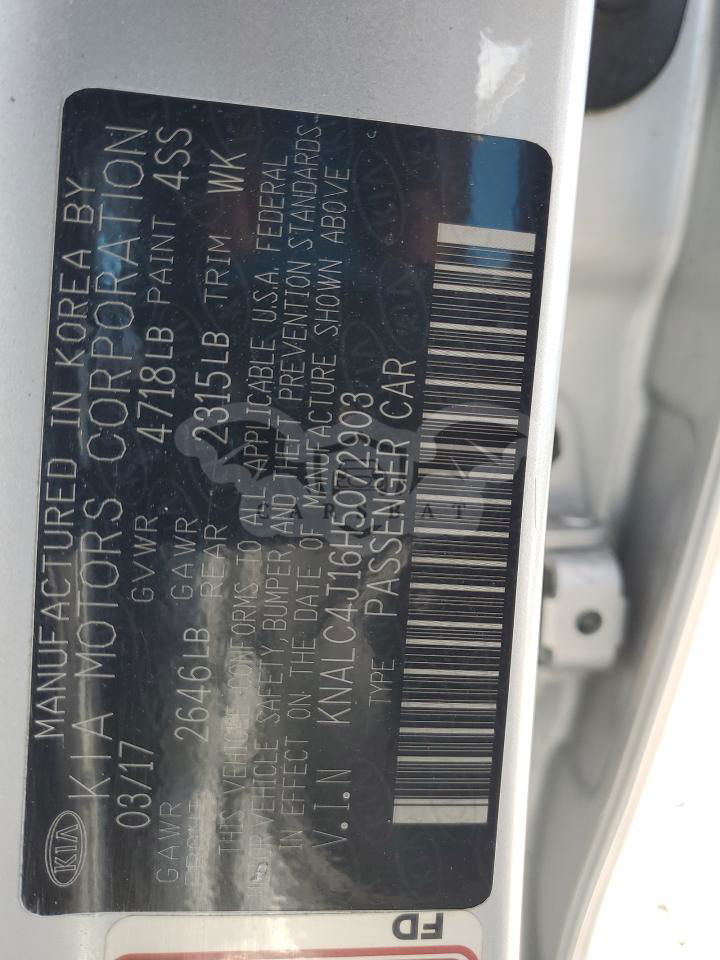 KIA
MANUFACTURED IN KOREA BY
KIA MOTORS CORPORATION
03/17 GVWR 4718LB PAINT 4SS
GAWR FRONT 2646LB GAWR REAR 2315LB TRIM WK
THIS VEHICLE CONFORMS TO ALL APPLICABLE U.S.A. FEDERAL
MOTOR VEHICLE SAFETY, BUMPER, AND THEFT PREVENTION STANDARDS
IN EFFECT ON THE DATE OF MANUFACTURE SHOWN ABOVE
V.I.N KNALC4J16H5072903
TYPE PASSENGER CAR
FD